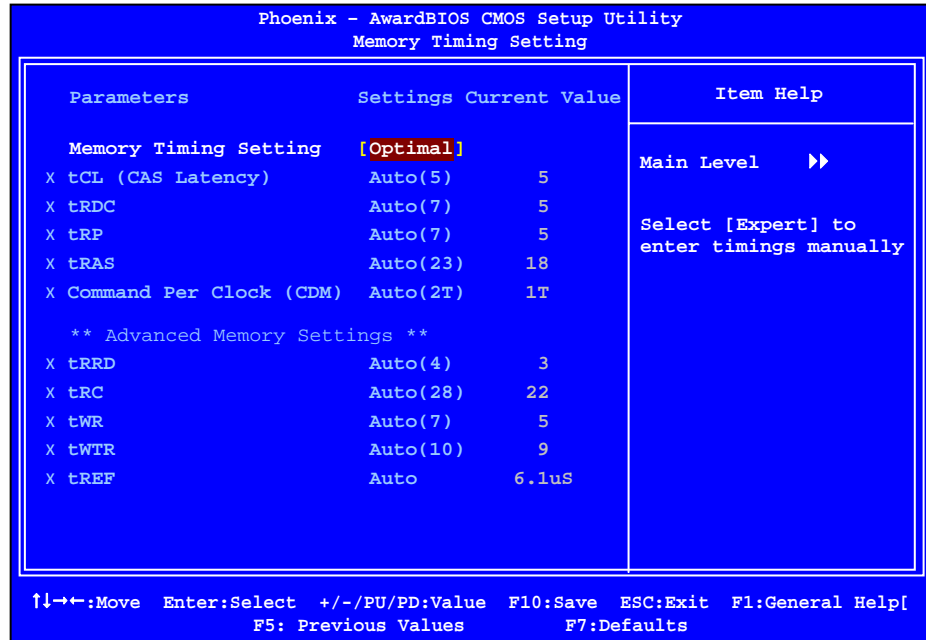 Phoenix – AwardBIOS CMOS Setup Utility
Memory Timing Setting
Parameters Settings Current Value
Item Help
Memory Timing Setting [Optimal]
X tCL (CAS Latency) Auto(5) 5
X tRDC Auto(7) 5
X tRP Auto(7) 5
X tRAS Auto(23) 18
X Command Per Clock (CDM) Auto(2T) 1T
** Advanced Memory Settings **
X tRRD Auto(4) 3
X tRC Auto(28) 22
X tWR Auto(7) 5
X tWTR Auto(10) 9
X tREF Auto 6.1uS
Main Level
Select [Expert] to
enter timings manually
↑↓→←:Move Enter:Select +/-/PU/PD:Value F10:Save ESC:Exit F1:General Help[
F5: Previous Values F7:Defaults